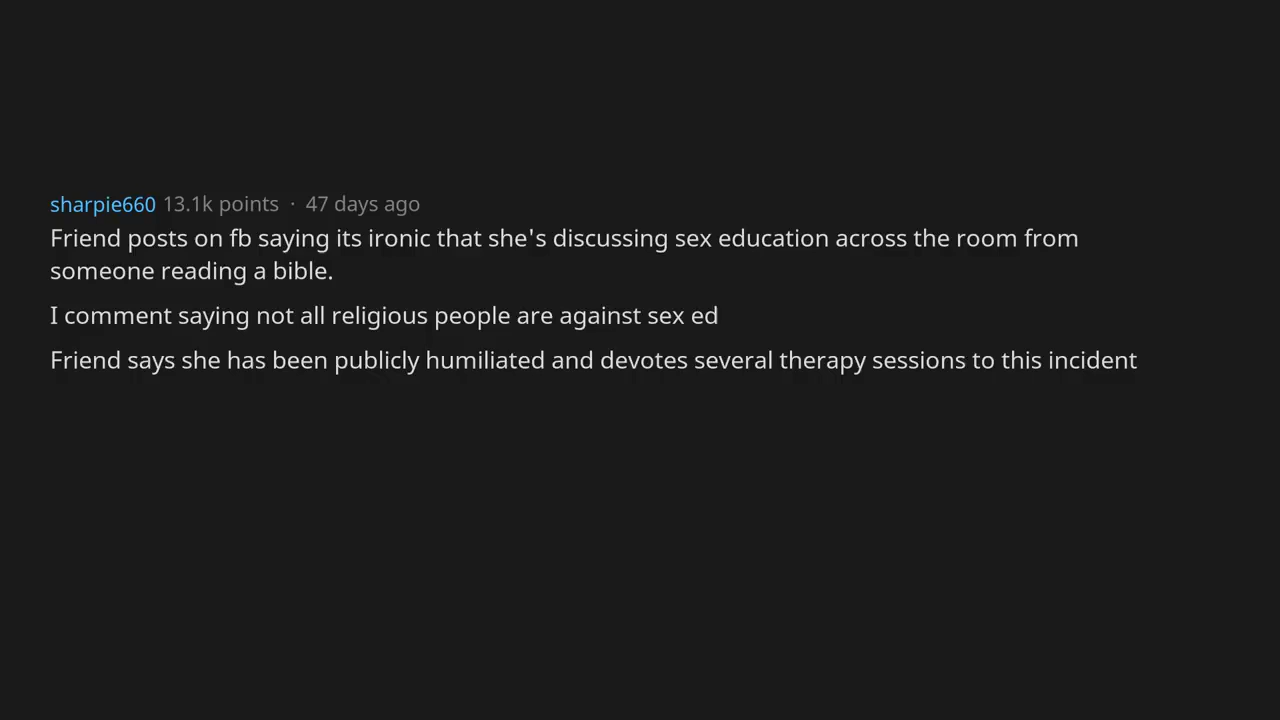 sharpie660 13.1k points · 47 days ago
Friend posts on fb saying its ironic that she's discussing sex education across the room from
someone reading a bible.
I comment saying not all religious people are against sex ed
Friend says she has been publicly humiliated and devotes several therapy sessions to this incident